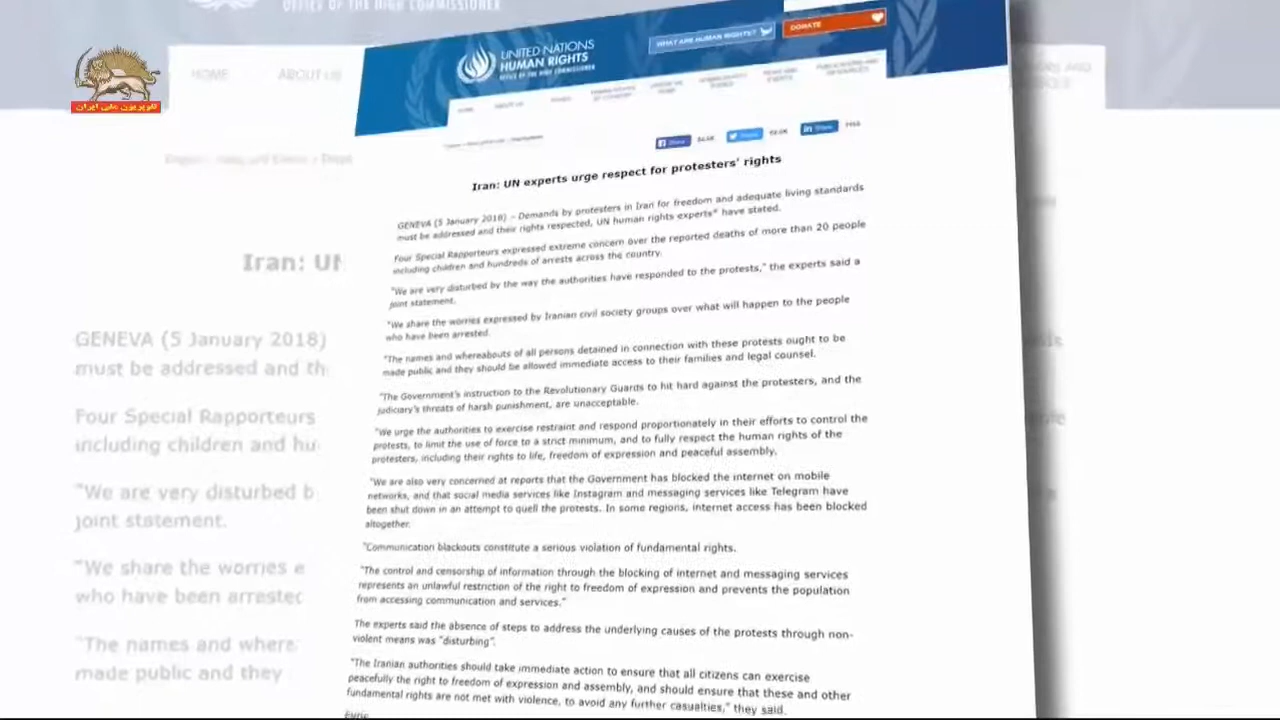 OFFICE OF THE HIGH COMMISSIONER
HOME
ABOUT US
تلویزیون ملی ایران
UNITED NATIONS
HUMAN RIGHTS
OFFICE OF THE HIGH COMMISSIONER
WHAT ARE HUMAN RIGHTS?
DONATE
HOME
ABOUT US
Share
Share
Iran: UN experts urge respect for protesters' rights
GENEVA (5 January 2018) – Demands by protesters in Iran for freedom and adequate living standards
must be addressed and their rights respected, UN human rights experts* have stated.
Four Special Rapporteurs expressed extreme concern over the reported deaths of more than 20 people
including children and hundreds of arrests across the country.
"We are very disturbed by the way the authorities have responded to the protests," the experts said a
joint statement.
"We share the worries expressed by Iranian civil society groups over what will happen to the people
who have been arrested.
"The names and whereabouts of all persons detained in connection with these protests ought to be
made public and they should be allowed immediate access to their families and legal counsel.
"The Government's instruction to the Revolutionary Guards to hit hard against the protesters, and the
judiciary's threats of harsh punishment, are unacceptable.
"We urge the authorities to exercise restraint and respond proportionately in their efforts to control the
protests, to limit the use of force to a strict minimum, and to fully respect the human rights of the
protesters, including their rights to life, freedom of expression and peaceful assembly.
"We are also very concerned at reports that the Government has blocked the internet on mobile
networks, and that social media services like Instagram and messaging services like Telegram have
been shut down in an attempt to quell the protests. In some regions, internet access has been blocked
altogether.
"Communication blackouts constitute a serious violation of fundamental rights.
"The control and censorship of information through the blocking of internet and messaging services
represents an unlawful restriction of the right to freedom of expression and prevents the population
from accessing communication and services."
The experts said the absence of steps to address the underlying causes of the protests through non-
violent means was "disturbing".
"The Iranian authorities should take immediate action to ensure that all citizens can exercise
peacefully the right to freedom of expression and assembly, and should ensure that these and other
fundamental rights are not met with violence, to avoid any further casualties," they said.
Iran: UN
GENEVA (5 January 2018)
must be addressed and th
Four Special Rapporteurs
including children and hu
"We are very disturbed b
joint statement.
"We share the worries e
who have been arrested
"The names and where
made public and they